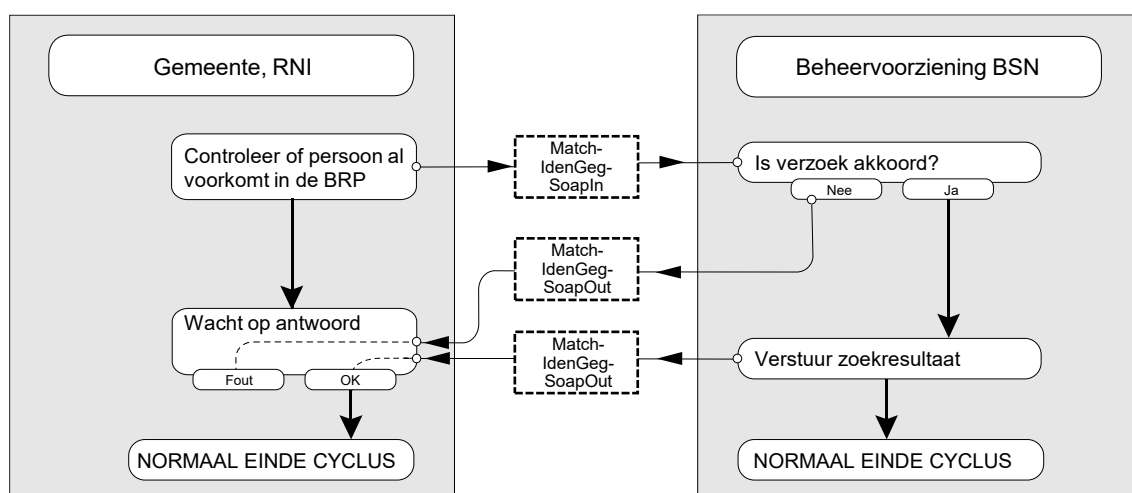 Gemeente, RNI
Beheervoorziening BSN
Controleer of persoon al
voorkomt in de BRP
Match-
IdenGeg-
SoapIn
Is verzoek akkoord?
Nee
Ja
Match-
IdenGeg-
SoapOut
Wacht op antwoord
Fout
OK
Match-
IdenGeg-
SoapOut
Verstuur zoekresultaat
NORMAAL EINDE CYCLUS
NORMAAL EINDE CYCLUS